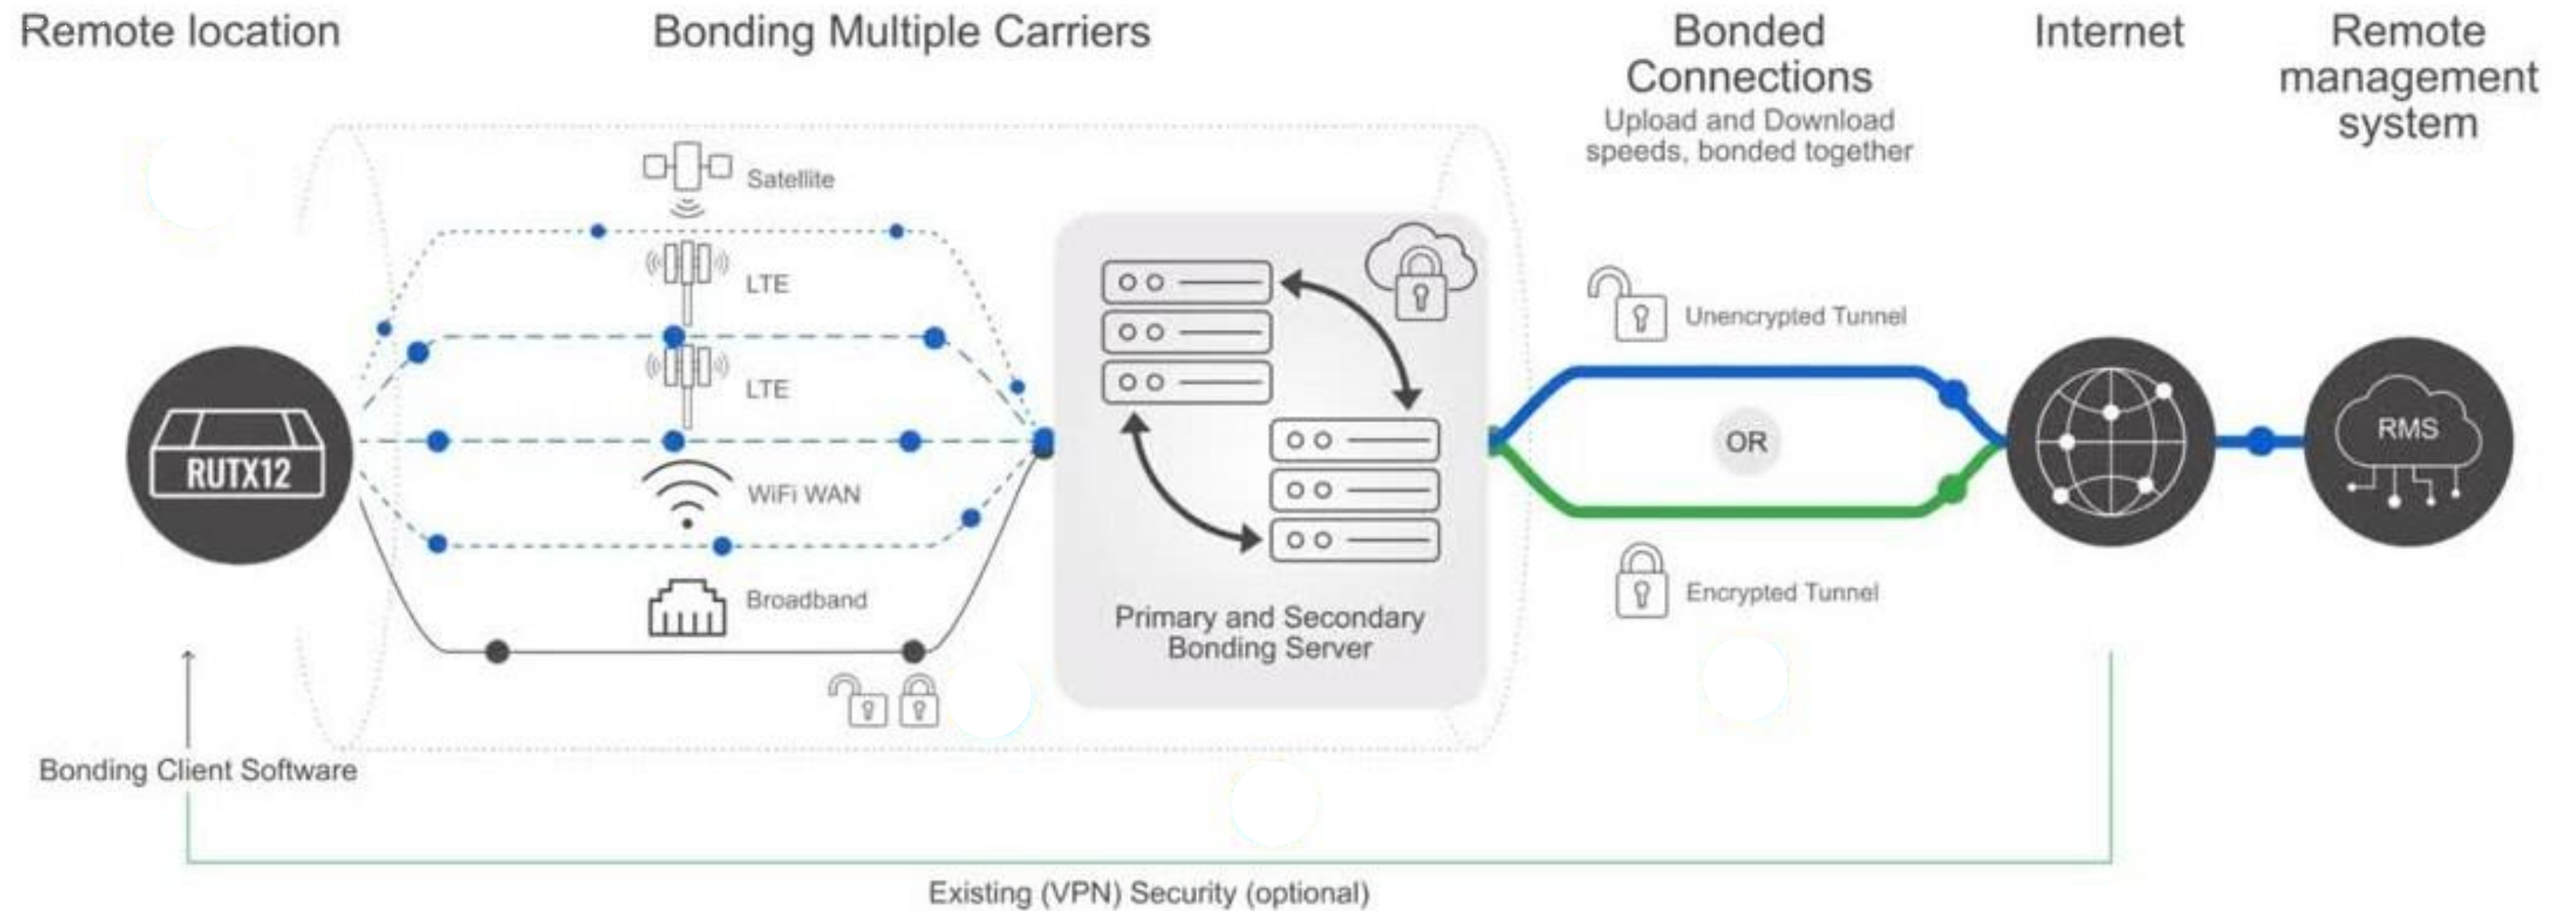 Remote location
Bonding Multiple Carriers
Bonded
Connections
Upload and Download
speeds, bonded together
Internet
Remote
management
system
Satellite
LTE
LTE
WiFi WAN
Broadband
RUTX12
Primary and Secondary
Bonding Server
Unencrypted Tunnel
OR
Encrypted Tunnel
RMS
Bonding Client Software
Existing (VPN) Security (optional)